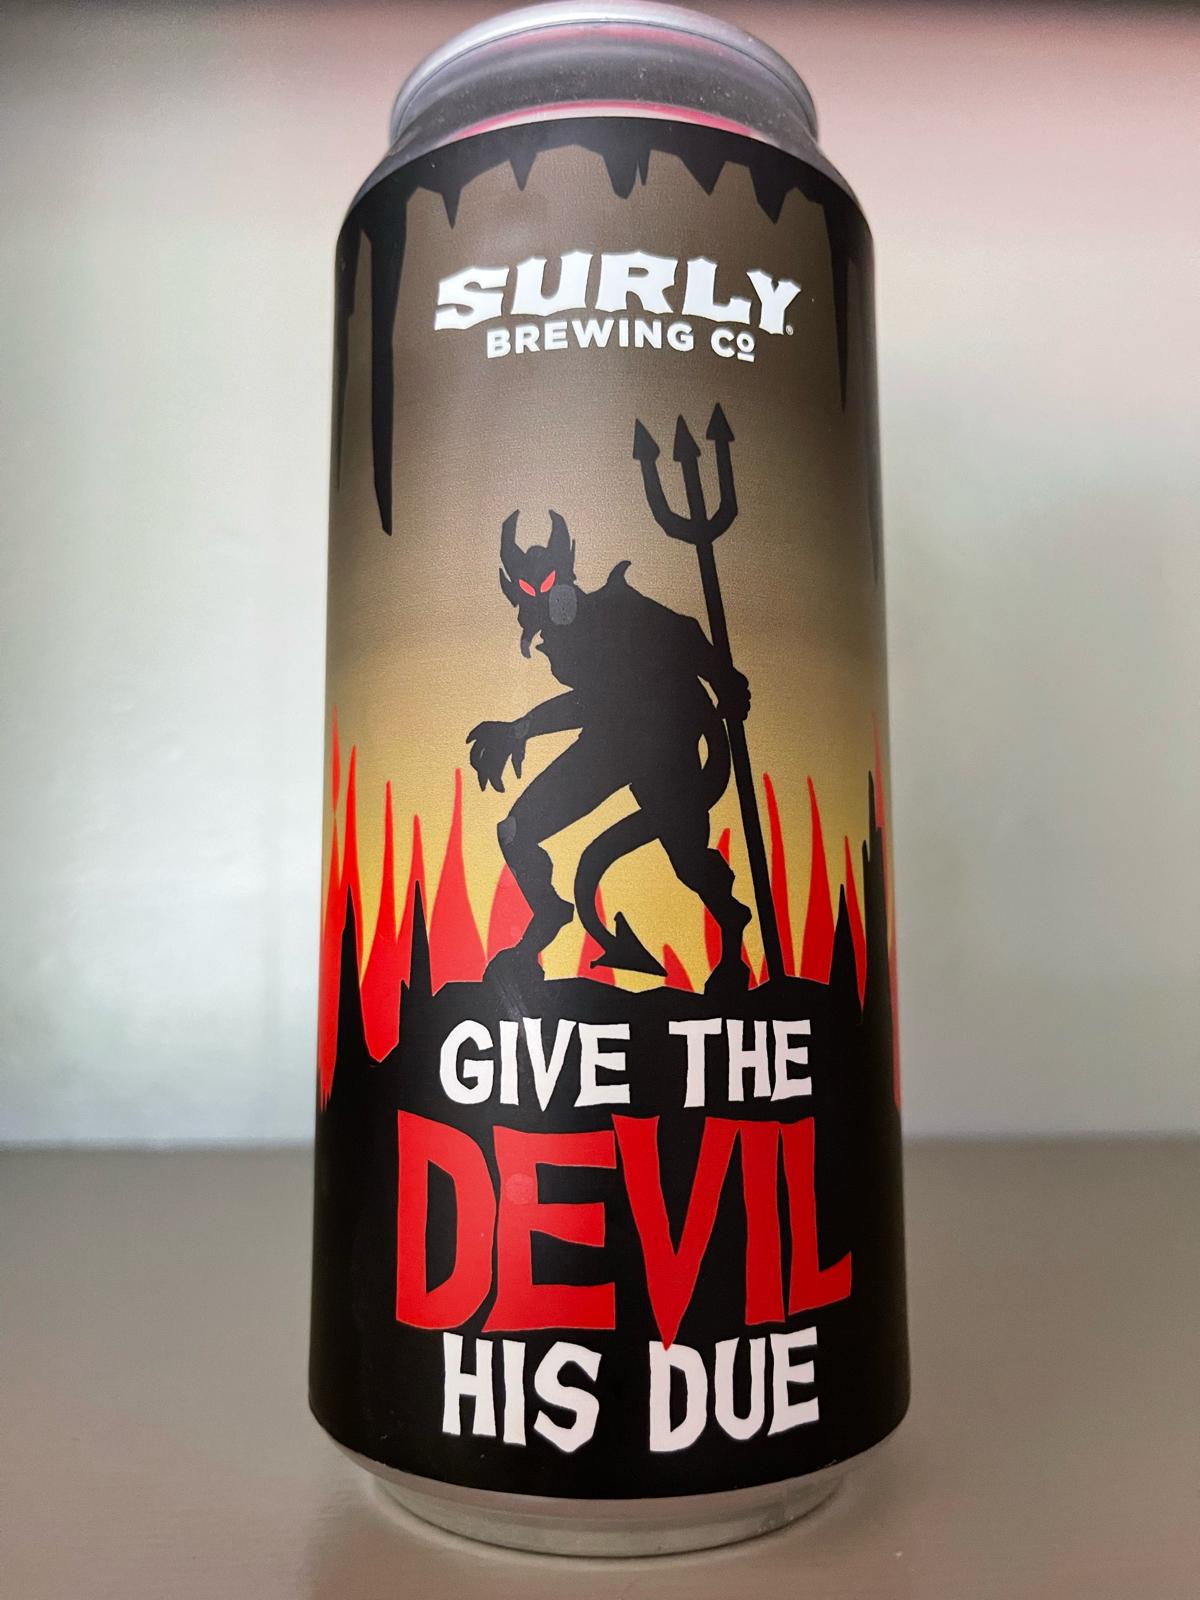 SURLY
BREWING Cº
GIVE THE
DEVIL
HIS DUE